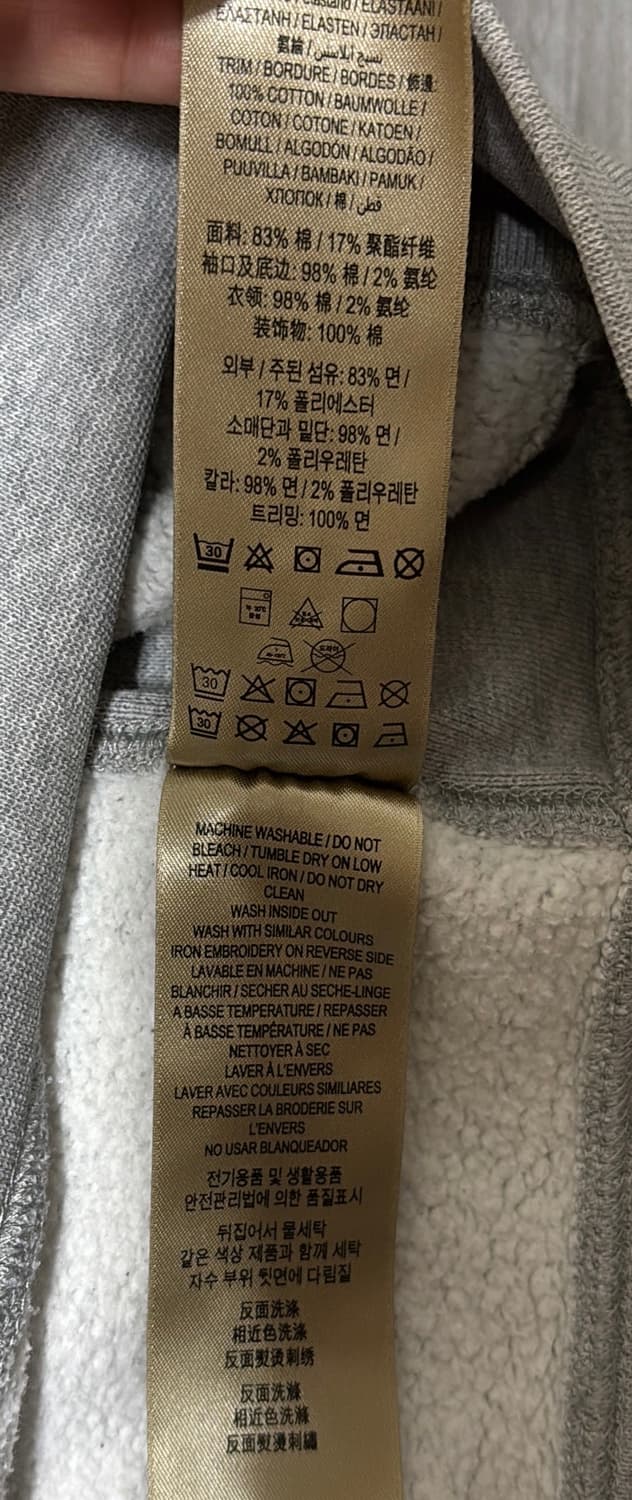 elastano / ELASTAANI /
ΕΛΑΣΤΑΝΗ / ELASTEN / ЭЛАСТАН /
氨綸 / نسيج ايلاستين
TRIM / BORDURE / BORDES / 飾邊:
100% COTTON / BAUMWOLLE /
COTON / COTONE / KATOEN /
BOMULL / ALGODÓN / ALGODÃO /
PUUVILLA / BAMBAKI / PAMUK /
ХЛОПОК / 棉 / قطن
面料: 83% 棉 / 17% 聚酯纤维
袖口及底边: 98% 棉 / 2% 氨纶
衣领: 98% 棉 / 2% 氨纶
装饰物: 100% 棉
외부 / 주된 섬유: 83% 면 /
17% 폴리에스터
소매단과 밑단: 98% 면 /
2% 폴리우레탄
칼라: 98% 면 / 2% 폴리우레탄
트리밍: 100% 면
30
30
30
MACHINE WASHABLE / DO NOT
BLEACH / TUMBLE DRY ON LOW
HEAT / COOL IRON / DO NOT DRY
CLEAN
WASH INSIDE OUT
WASH WITH SIMILAR COLOURS
IRON EMBROIDERY ON REVERSE SIDE
LAVABLE EN MACHINE / NE PAS
BLANCHIR / SECHER AU SECHE-LINGE
A BASSE TEMPERATURE / REPASSER
À BASSE TEMPÉRATURE / NE PAS
NETTOYER À SEC
LAVER À L'ENVERS
LAVER AVEC COULEURS SIMILIARES
REPASSER LA BRODERIE SUR
L'ENVERS
NO USAR BLANQUEADOR
전기용품 및 생활용품
안전관리법에 의한 품질표시
뒤집어서 물세탁
같은 색상 제품과 함께 세탁
자수 부위 뒷면에 다림질
反面洗涤
相近色洗涤
反面熨烫刺绣
反面洗滌
相近色洗滌
反面熨燙刺繡